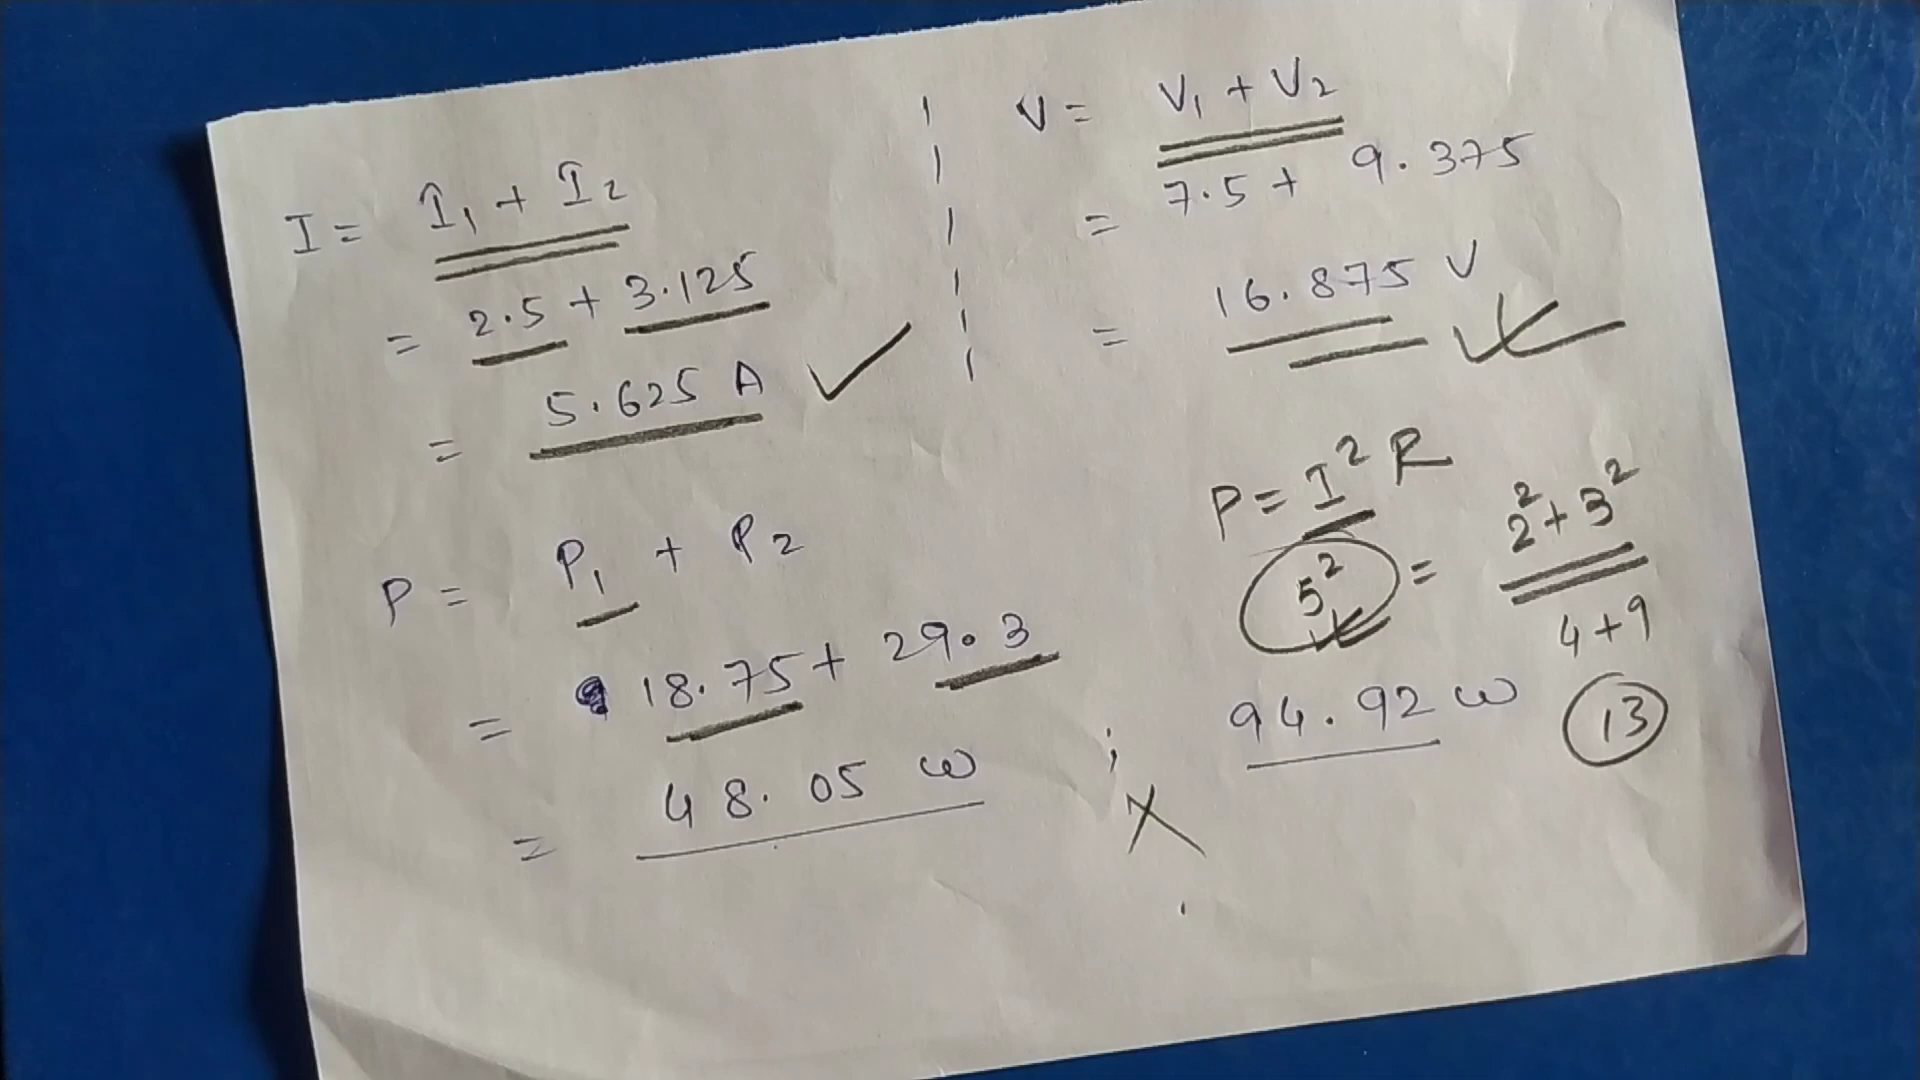 I = I₁ + I₂
= 2.5 + 3.125
= 5.625 A ✓
V = V₁ + V₂
= 7.5 + 9.375
= 16.875 V ✓
P = P₁ + P₂
= 18.75 + 29.3
= 48.05 W ;
X
P = I² R
5² = 2² + 3²
4 + 9
94.92 W
13